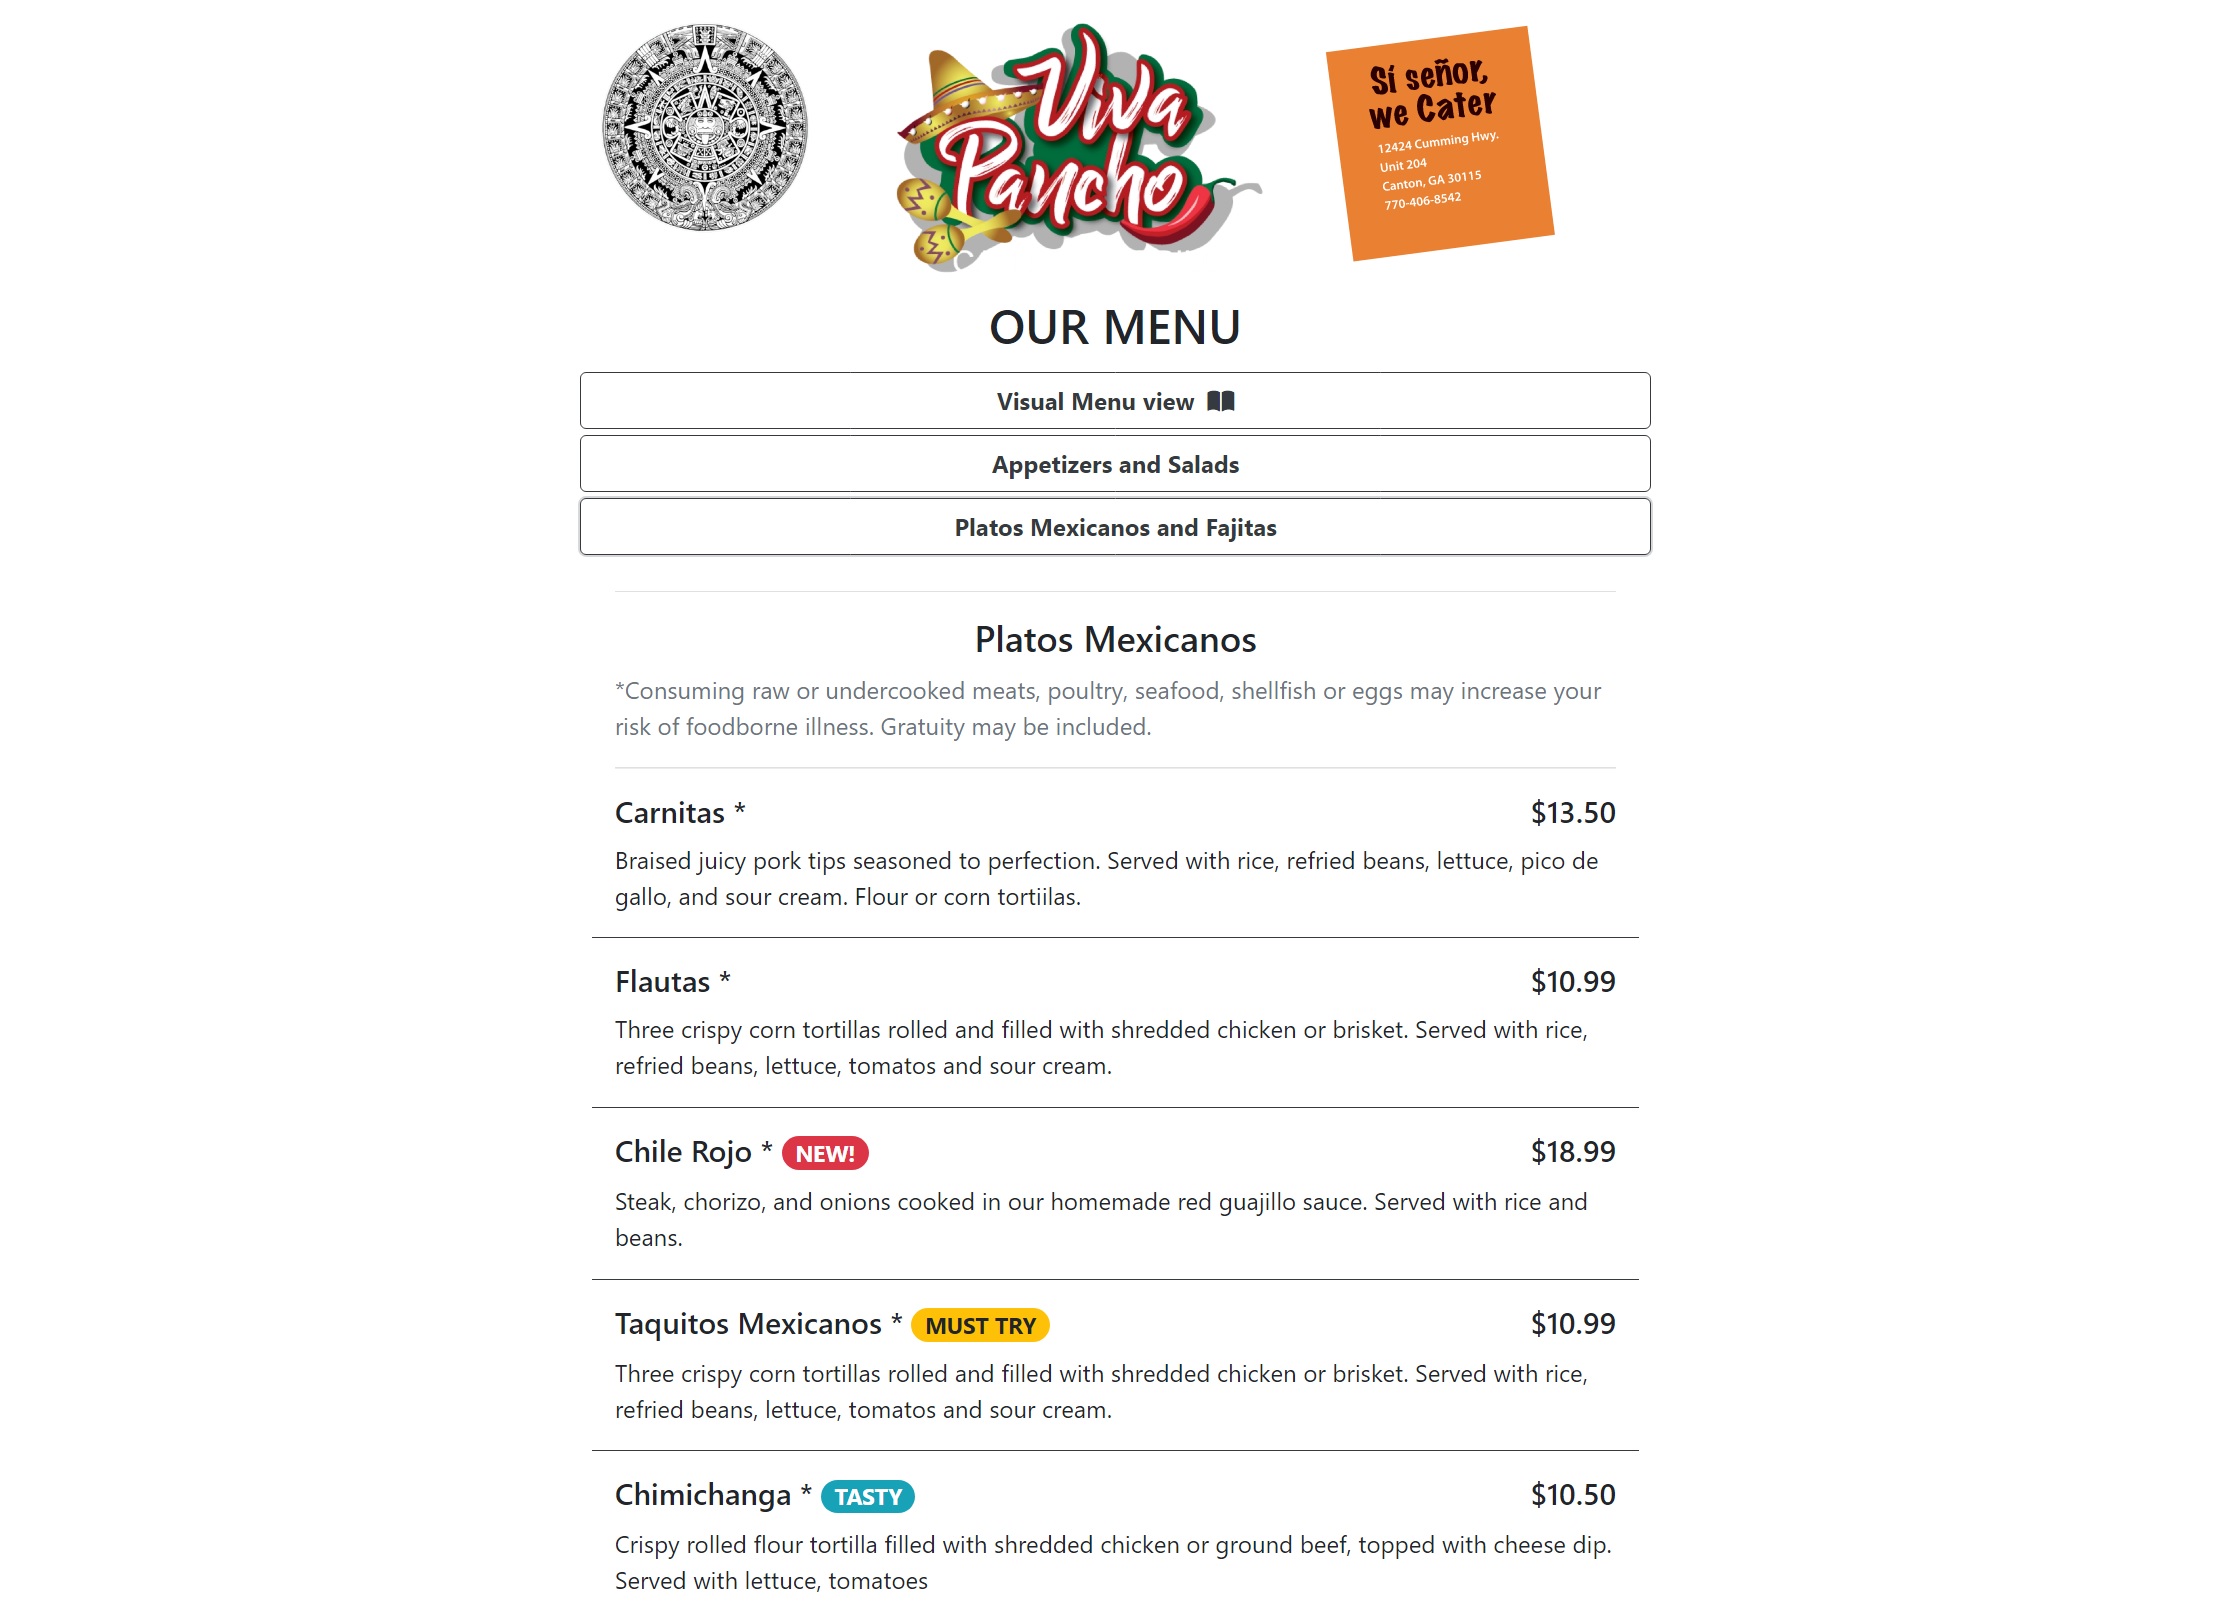 Viva
Pancho
Sí señor,
we Cater
12424 Cumming Hwy.
Unit 204
Canton, GA 30115
770-406-8542
OUR MENU
Visual Menu view
Appetizers and Salads
Platos Mexicanos and Fajitas
Platos Mexicanos
*Consuming raw or undercooked meats, poultry, seafood, shellfish or eggs may increase your
risk of foodborne illness. Gratuity may be included.
Carnitas * $13.50
Braised juicy pork tips seasoned to perfection. Served with rice, refried beans, lettuce, pico de
gallo, and sour cream. Flour or corn tortiilas.
Flautas * $10.99
Three crispy corn tortillas rolled and filled with shredded chicken or brisket. Served with rice,
refried beans, lettuce, tomatos and sour cream.
Chile Rojo * NEW! $18.99
Steak, chorizo, and onions cooked in our homemade red guajillo sauce. Served with rice and
beans.
Taquitos Mexicanos * MUST TRY $10.99
Three crispy corn tortillas rolled and filled with shredded chicken or brisket. Served with rice,
refried beans, lettuce, tomatos and sour cream.
Chimichanga * TASTY $10.50
Crispy rolled flour tortilla filled with shredded chicken or ground beef, topped with cheese dip.
Served with lettuce, tomatoes